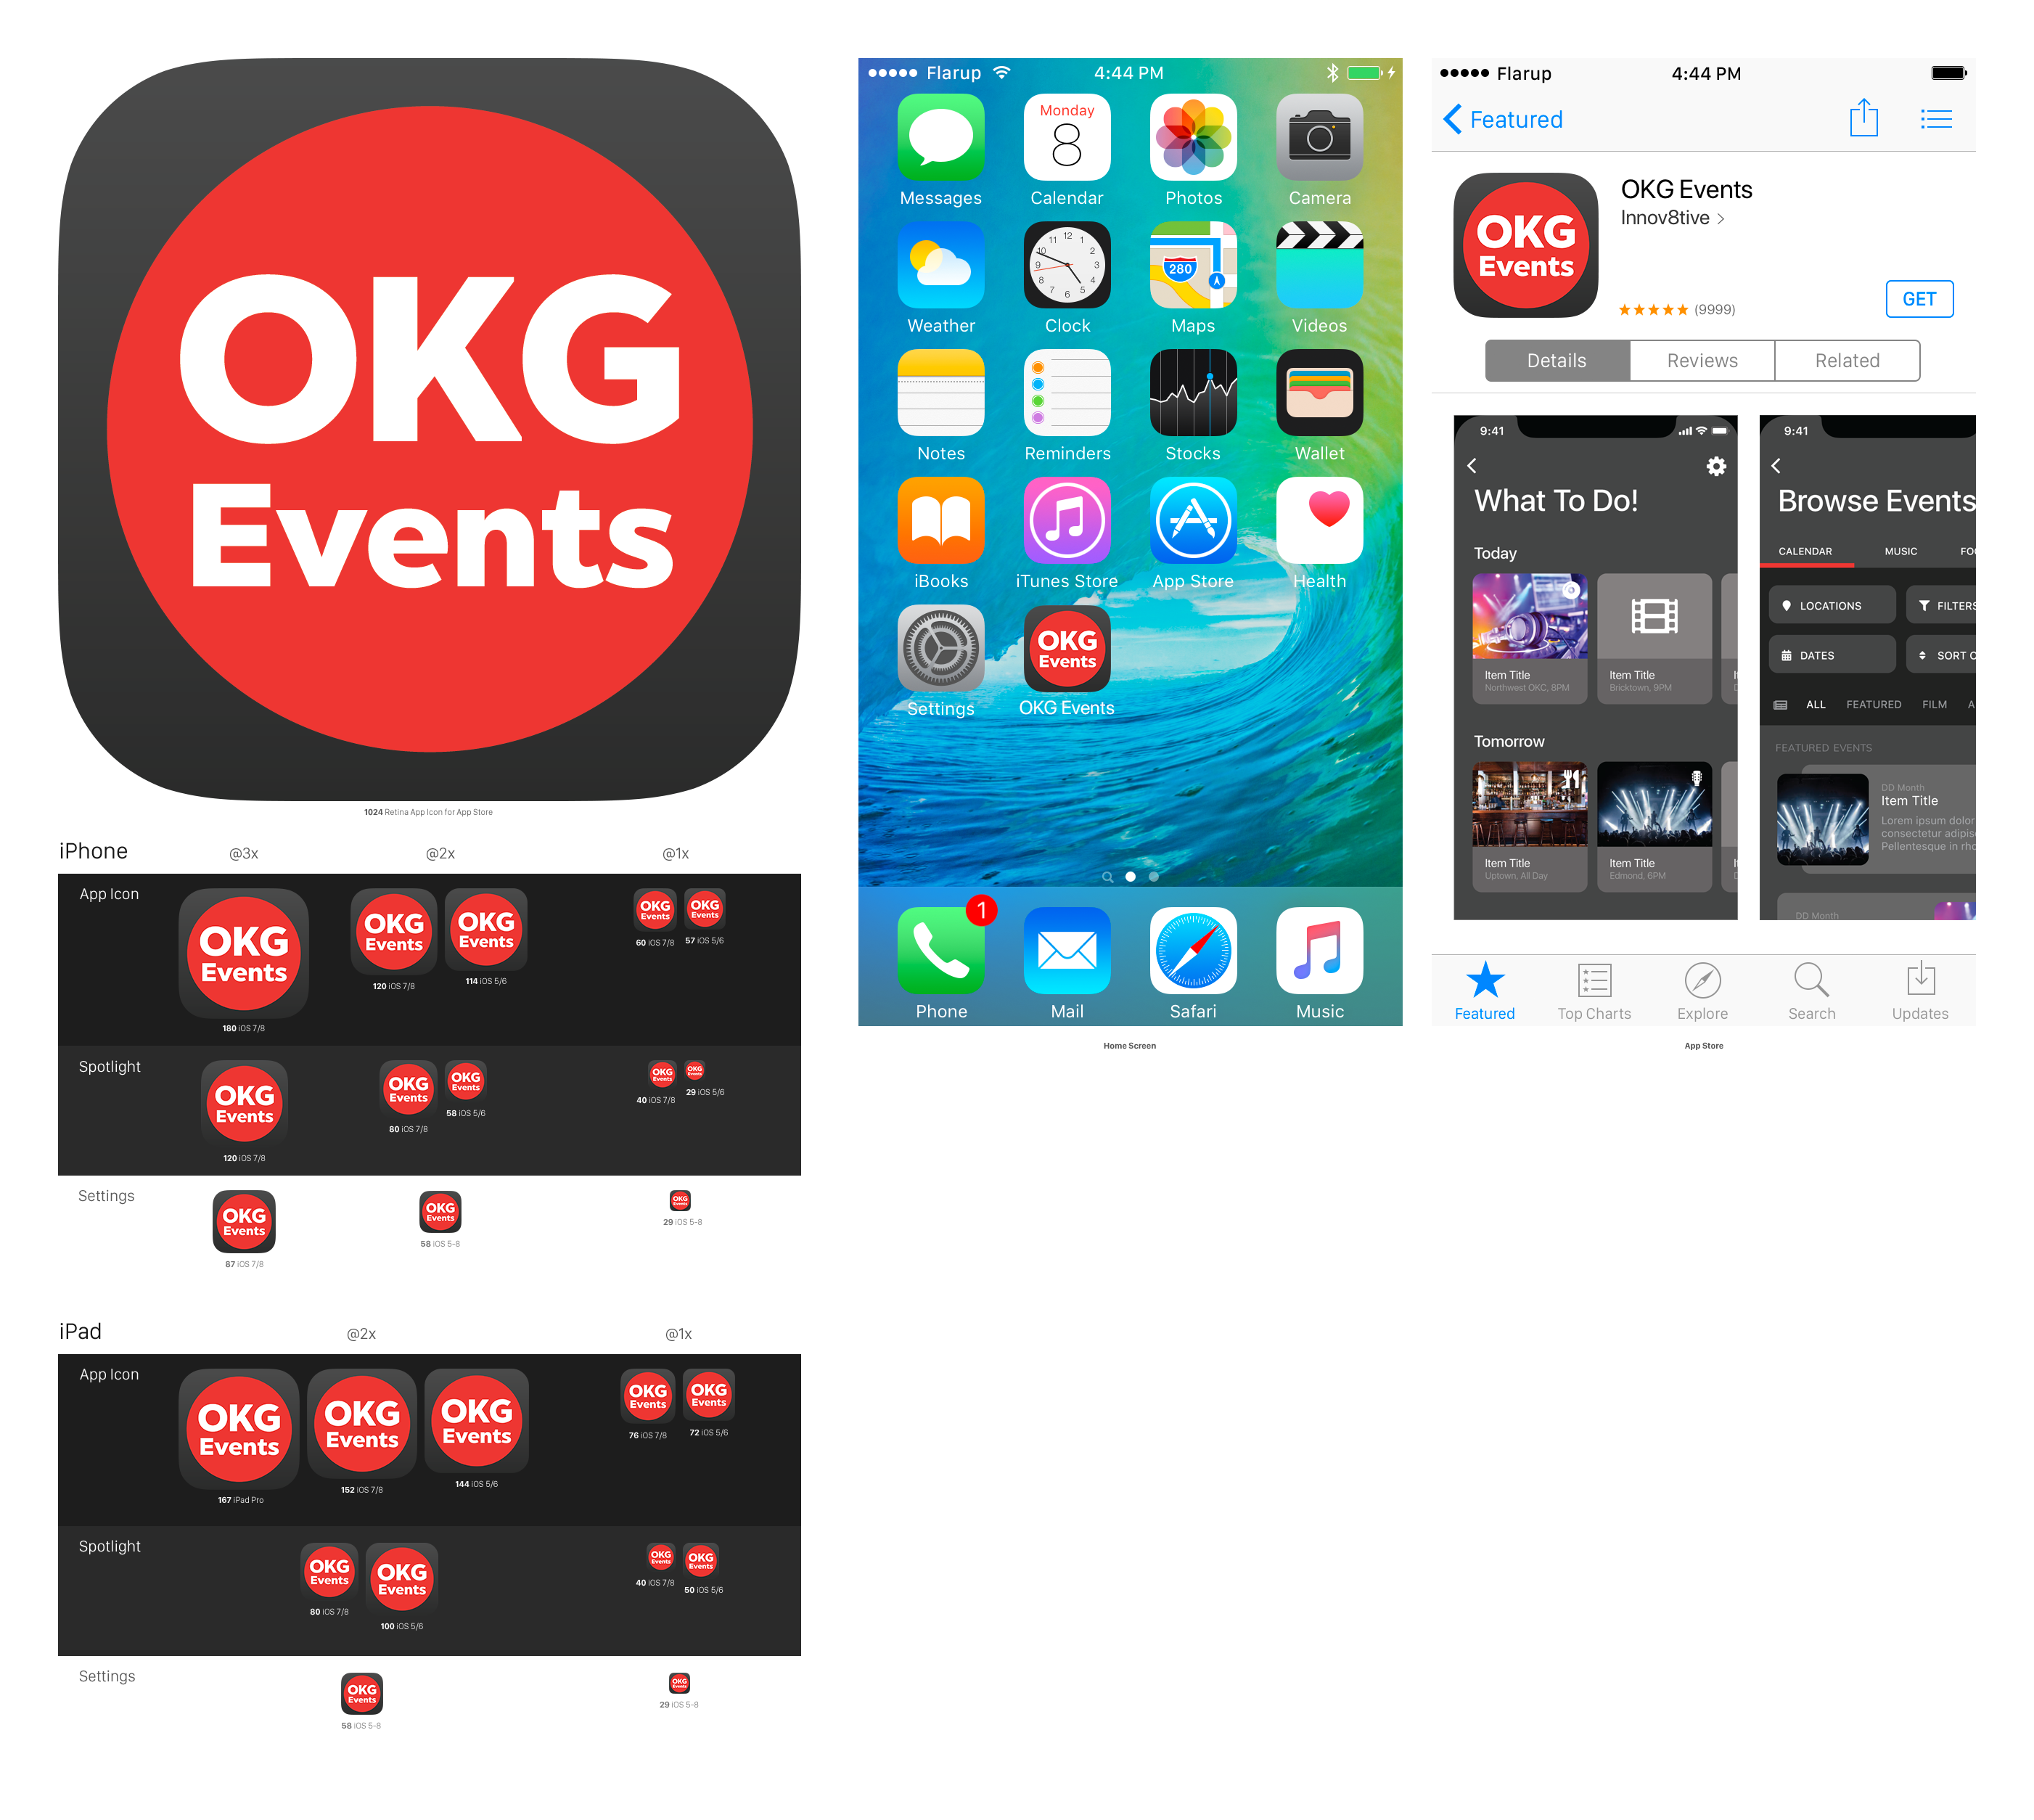 OKG
Events
1024 Retina App Icon for App Store
iPhone
@3x
@2x
@1x
App Icon
OKG
Events
180 iOS 7/8
OKG
Events
120 iOS 7/8
OKG
Events
114 iOS 5/6
OKG
Events
60 iOS 7/8
OKG
Events
57 iOS 5/6
Spotlight
OKG
Events
120 iOS 7/8
OKG
Events
80 iOS 7/8
OKG
Events
58 iOS 5/6
OKG
Events
40 iOS 7/8
OKG
Events
29 iOS 5/6
Settings
OKG
Events
87 iOS 7/8
OKG
Events
58 iOS 5-8
OKG
Events
29 iOS 5-8
iPad
@2x
@1x
App Icon
OKG
Events
167 iPad Pro
OKG
Events
152 iOS 7/8
OKG
Events
144 iOS 5/6
OKG
Events
76 iOS 7/8
OKG
Events
72 iOS 5/6
Spotlight
OKG
Events
80 iOS 7/8
OKG
Events
100 iOS 5/6
OKG
Events
40 iOS 7/8
OKG
Events
50 iOS 5/6
Settings
OKG
Events
58 iOS 5-8
OKG
Events
29 iOS 5-8
Flarup
4:44 PM
Monday
8
Messages
Calendar
Photos
Camera
12
11 1
10 2
9 3
8 4
7 5
6
280
Weather
Clock
Maps
Videos
Notes
Reminders
Stocks
Wallet
iBooks
iTunes Store
App Store
Health
OKG
Events
Settings
OKG Events
1
Phone
Mail
Safari
Music
Home Screen
Flarup
4:44 PM
Featured
OKG
Events
OKG Events
Innov8tive >
(9999)
GET
Details
Reviews
Related
9:41
What To Do!
Today
Item Title
Northwest OKC, 8PM
Item Title
Bricktown, 9PM
Tomorrow
Item Title
Uptown, All Day
Item Title
Edmond, 6PM
9:41
Browse Events
CALENDAR
MUSIC
FO
LOCATIONS
FILTERS
DATES
SORT
ALL
FEATURED
FILM
A
FEATURED EVENTS
DD Month
Item Title
Lorem ipsum dolor
consectetur adipis
Pellentesque in rho
DD Month
Featured
Top Charts
Explore
Search
Updates
App Store